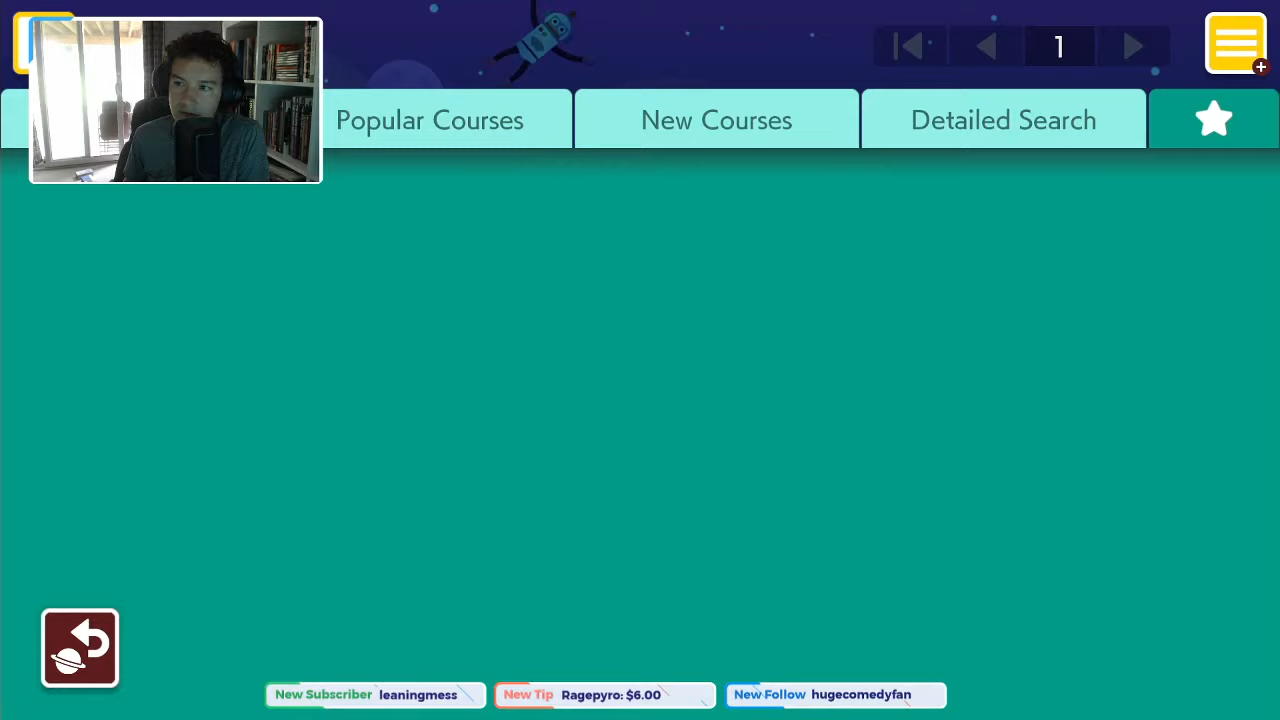 1
Popular Courses
New Courses
Detailed Search
New Subscriber leaningmess
New Tip Ragepyro: $6.00
New Follow hugecomedyfan